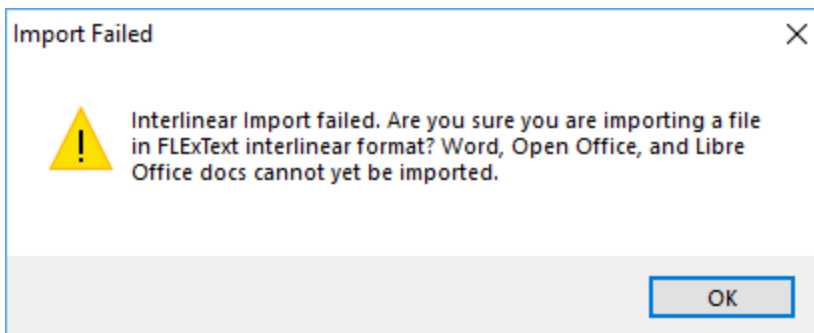 Import Failed
Interlinear Import failed. Are you sure you are importing a file
in FLExText interlinear format? Word, Open Office, and Libre
Office docs cannot yet be imported.
OK